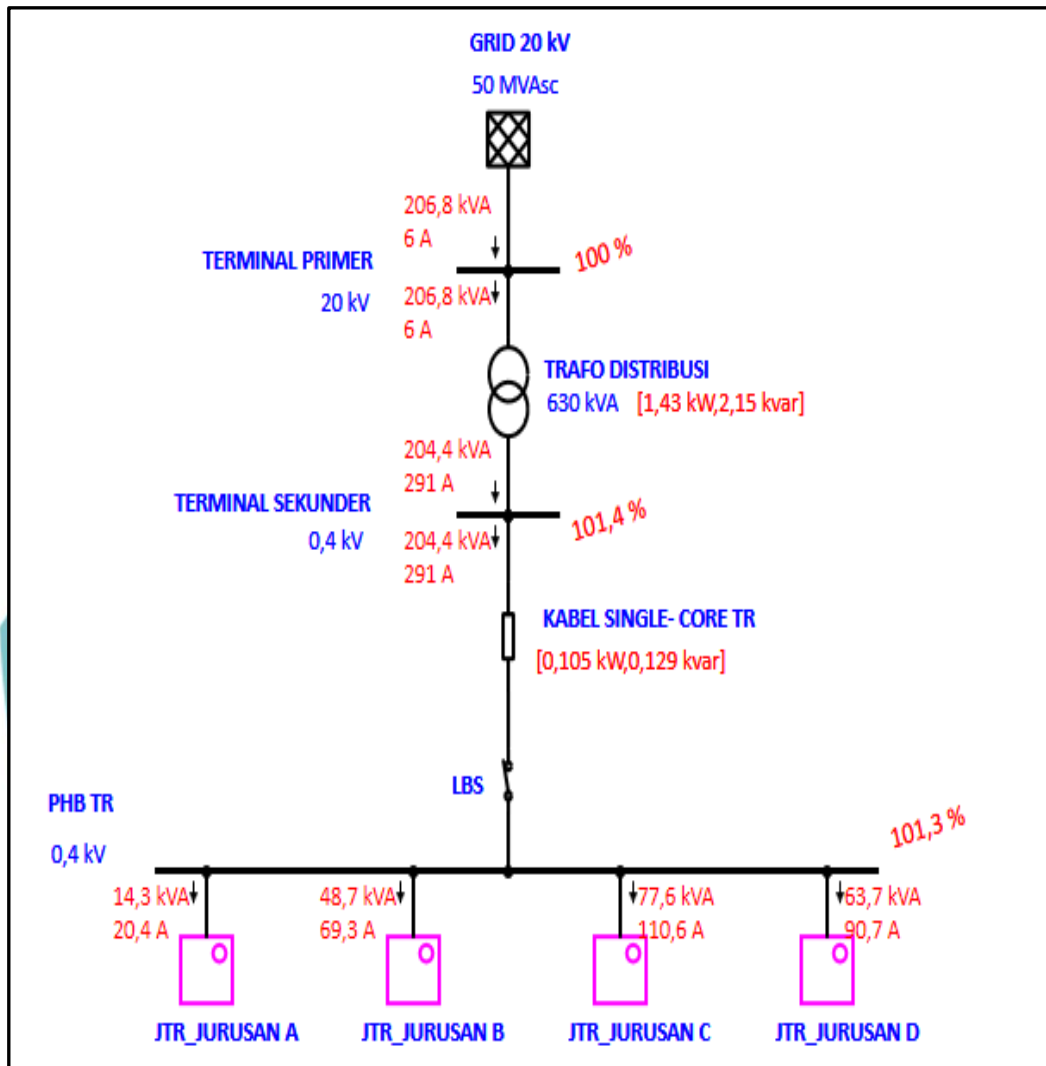 GRID 20 kV
50 MVAsc
206,8 kVA
6 A
TERMINAL PRIMER
20 kV
100 %
206,8 kVA
6 A
TRAFO DISTRIBUSI
630 kVA [1,43 kW,2,15 kvar]
204,4 kVA
291 A
TERMINAL SEKUNDER
0,4 kV
101,4 %
204,4 kVA
291 A
KABEL SINGLE- CORE TR
[0,105 kW,0,129 kvar]
LBS
PHB TR
0,4 kV
101,3 %
14,3 kVA
20,4 A
48,7 kVA
69,3 A
77,6 kVA
110,6 A
63,7 kVA
90,7 A
JTR_JURUSAN A
JTR_JURUSAN B
JTR_JURUSAN C
JTR_JURUSAN D